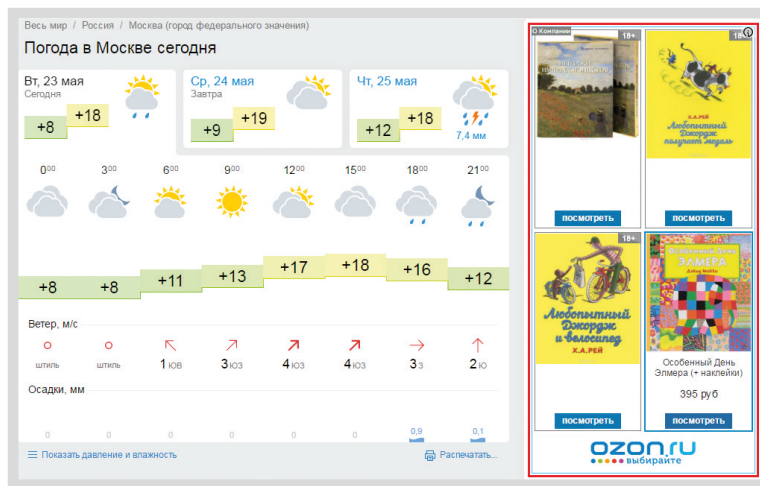 Весь мир / Россия / Москва (город федерального значения)
Погода в Москве сегодня
Вт, 23 мая
Сегодня
+8
+18
Ср, 24 мая
Завтра
+9
+19
Чт, 25 мая
+12
+18
7,4 мм
0⁰⁰ 3⁰⁰ 6⁰⁰ 9⁰⁰ 12⁰⁰ 15⁰⁰ 18⁰⁰ 21⁰⁰
+8 +8 +11 +13 +17 +18 +16 +12
Ветер, м/с
штиль штиль 1 юв 3 юз 4 юз 4 юз 3 з 2 ю
Осадки, мм
0 0 0 0 0 0 0,9 0,1
Показать давление и влажность
Распечатать...
О Компании
18+
посмотреть
18+
Х.А.РЕЙ
Любопытный
Джордж
получает медаль
посмотреть
18+
Любопытный
Джордж
и велосипед
Х.А.РЕЙ
посмотреть
Особенный День
ЭЛМЕРА
Дэвид Макки
Особенный День
Элмера (+ наклейки)
395 руб
посмотреть
OZON.ru
выбирайте